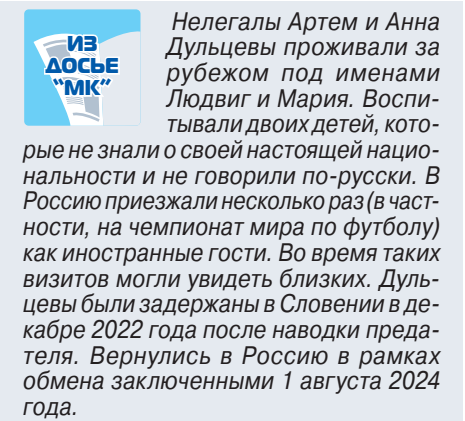 ИЗ
ДОСЬЕ
"МК"
Нелегалы Артем и Анна
Дульцевы проживали за
рубежом под именами
Людвиг и Мария. Воспи-
тывали двоих детей, кото-
рые не знали о своей настоящей нацио-
нальности и не говорили по-русски. В
Россию приезжали несколько раз (в част-
ности, на чемпионат мира по футболу)
как иностранные гости. Во время таких
визитов могли увидеть близких. Дуль-
цевы были задержаны в Словении в де-
кабре 2022 года после наводки преда-
теля. Вернулись в Россию в рамках
обмена заключенными 1 августа 2024
года.